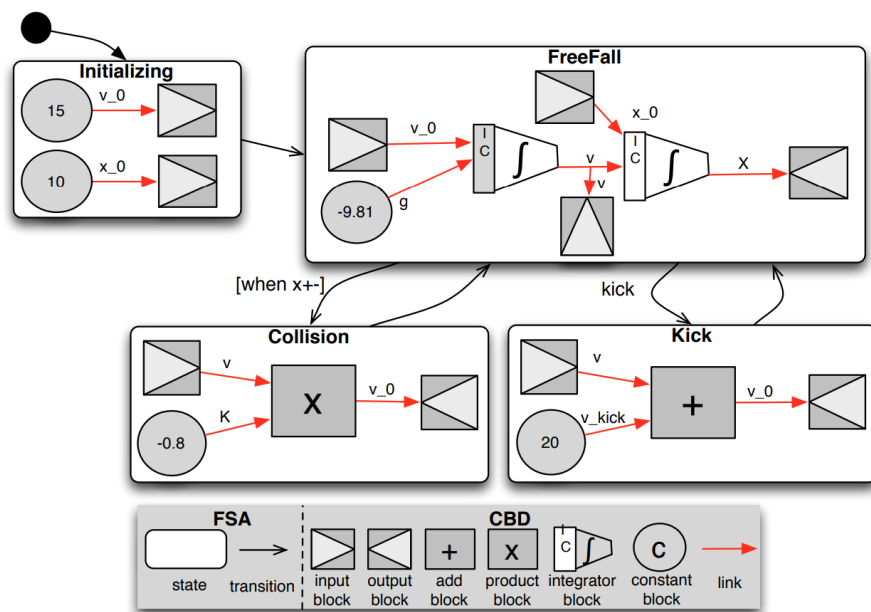 Initializing
15
v_0
10
x_0
FreeFall
v_0
I
C
∫
-9.81
g
x_0
v
v
I
C
∫
X
[when x+-]
kick
Collision
v
K
-0.8
X
v_0
Kick
v
v_kick
20
+
v_0
FSA
state
transition
CBD
+
x
I
C
∫
C
input block
output block
add block
product block
integrator block
constant block
link